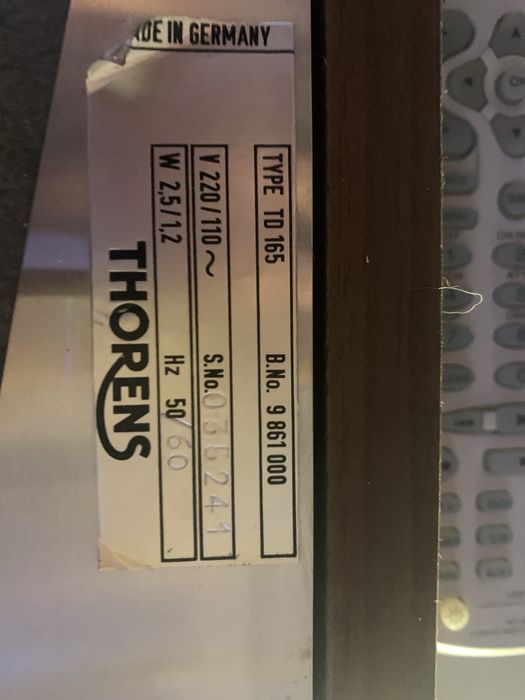 MADE IN GERMANY
TYPE TD 165 B.No. 9 861 000
V 220/110~ S.No. 035241
W 2,5/1,2 Hz 50/60
THORENS